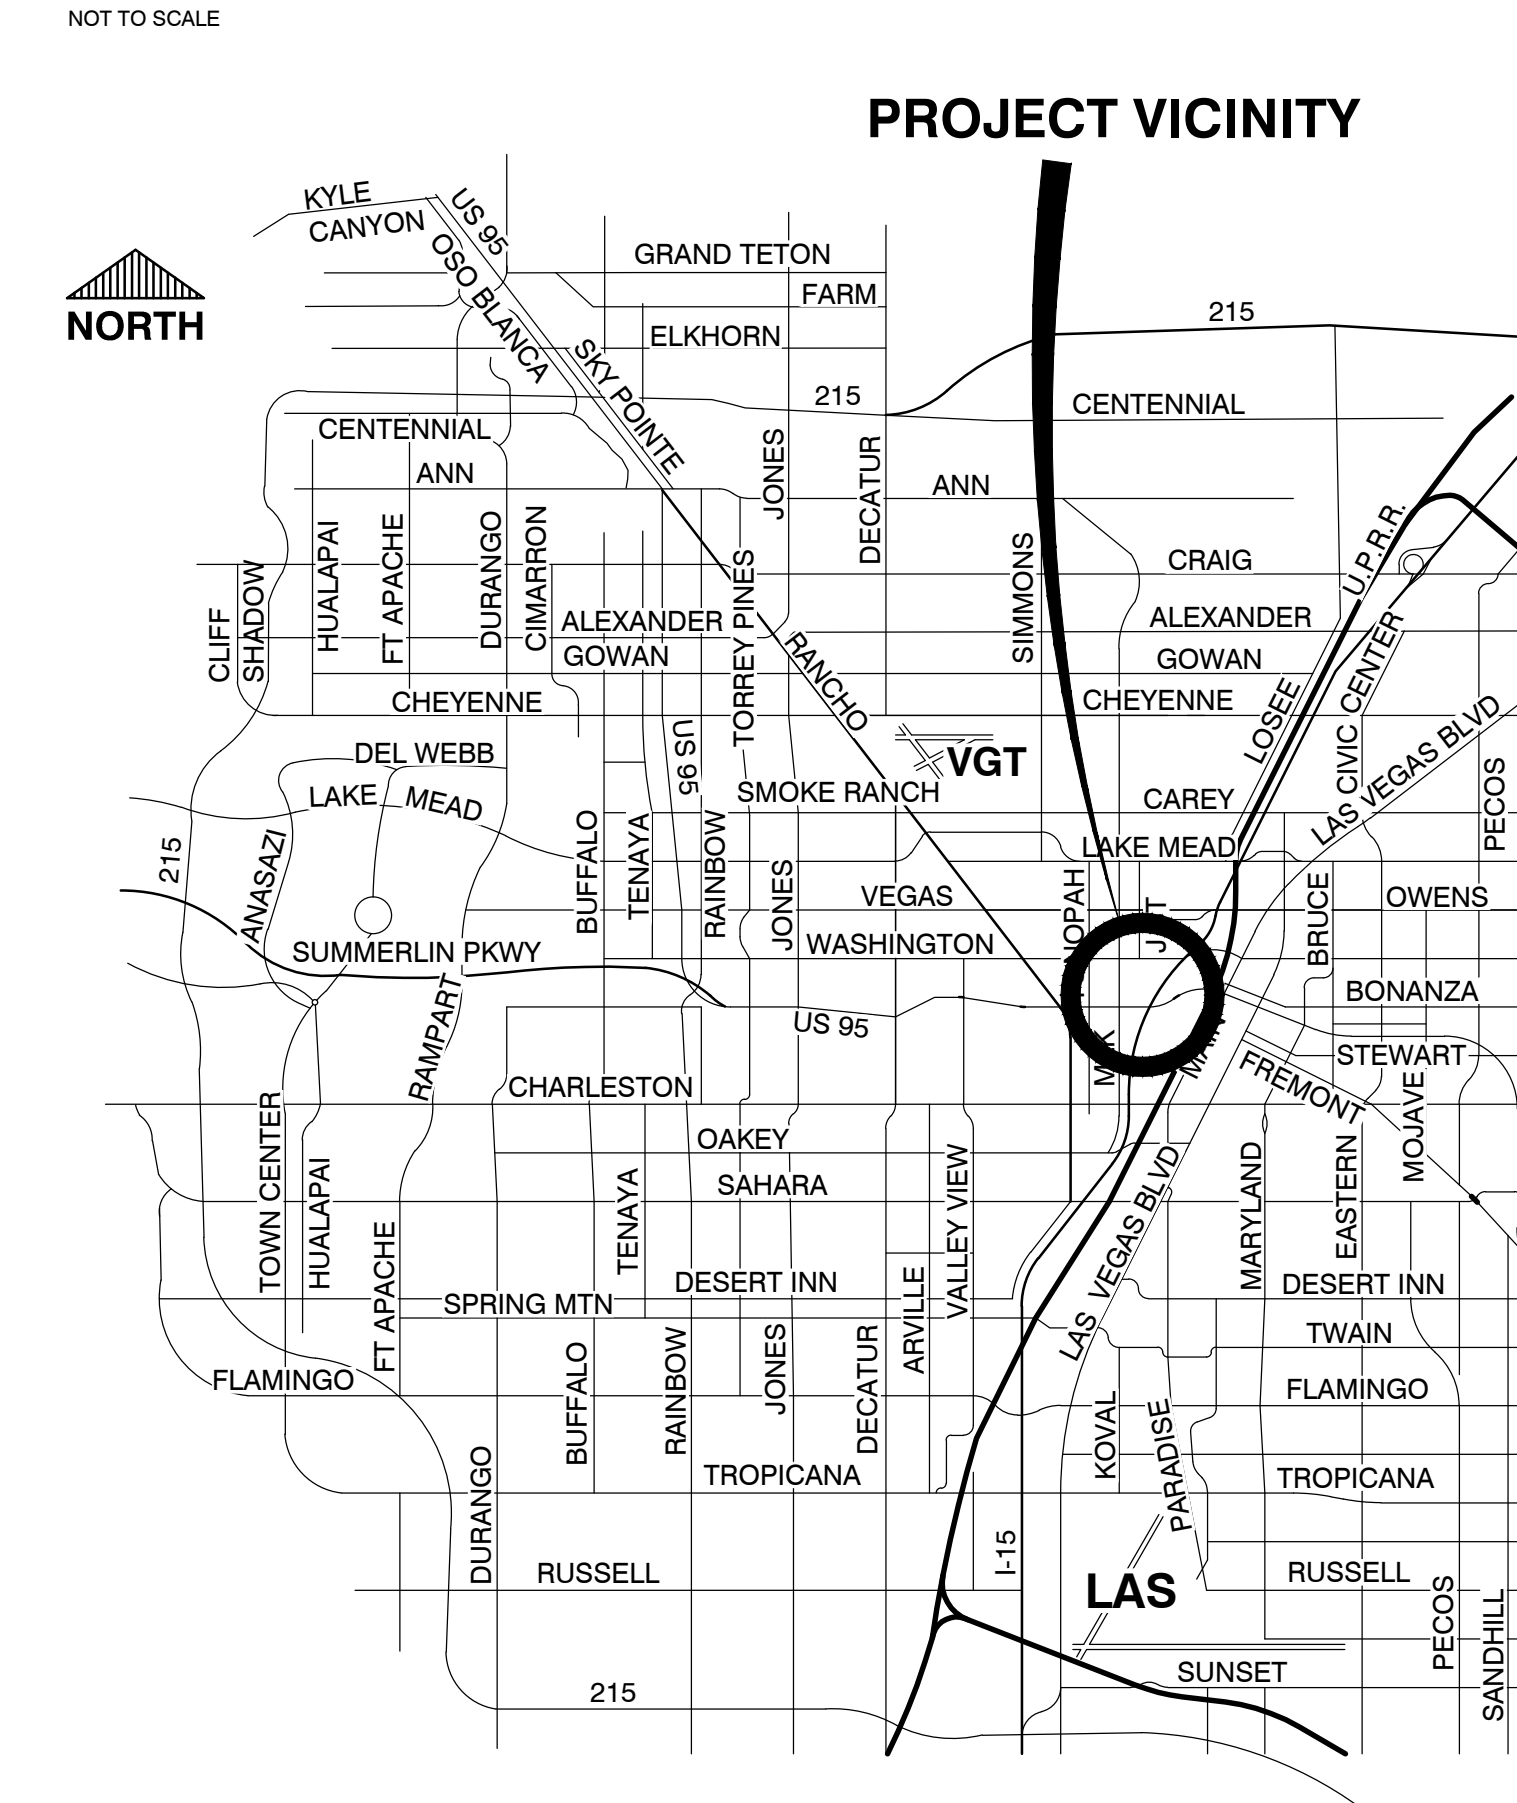 NOT TO SCALE
PROJECT VICINITY
KYLE
CANYON
US 95
OSO BLANCA
GRAND TETON
NORTH
FARM
215
ELKHORN
SKY POINTE
215
CENTENNIAL
CENTENNIAL
ANN
JONES
DECATUR
ANN
U.P.R.R.
HUALAPAI
FT APACHE
DURANGO
CIMARRON
SIMMONS
CRAIG
CLIFF
SHADOW
ALEXANDER
TORREY PINES
ALEXANDER
GOWAN
RANCHO
GOWAN
CIVIC CENTER
CHEYENNE
CHEYENNE
LOSEE
LAS VEGAS BLVD
DEL WEBB
US 95
VGT
LAKE MEAD
SMOKE RANCH
CAREY
PECOS
215
ANASAZI
BUFFALO
TENAYA
RAINBOW
JONES
LAKE MEAD
VEGAS
BRUCE
OWENS
SUMMERLIN PKWY
WASHINGTON
RAMPART
US 95
BONANZA
MAIN
STEWART
FREMONT
CHARLESTON
MOJAVE
TOWN CENTER
HUALAPAI
OAKEY
VALLEY VIEW
LAS VEGAS BLVD
MARYLAND
EASTERN
TENAYA
SAHARA
FT APACHE
SPRING MTN
DESERT INN
ARVILLE
DESERT INN
TWAIN
FLAMINGO
BUFFALO
RAINBOW
JONES
DECATUR
KOVAL
PARADISE
FLAMINGO
DURANGO
TROPICANA
TROPICANA
RUSSELL
I-15
LAS
RUSSELL
PECOS
SANDHILL
SUNSET
215